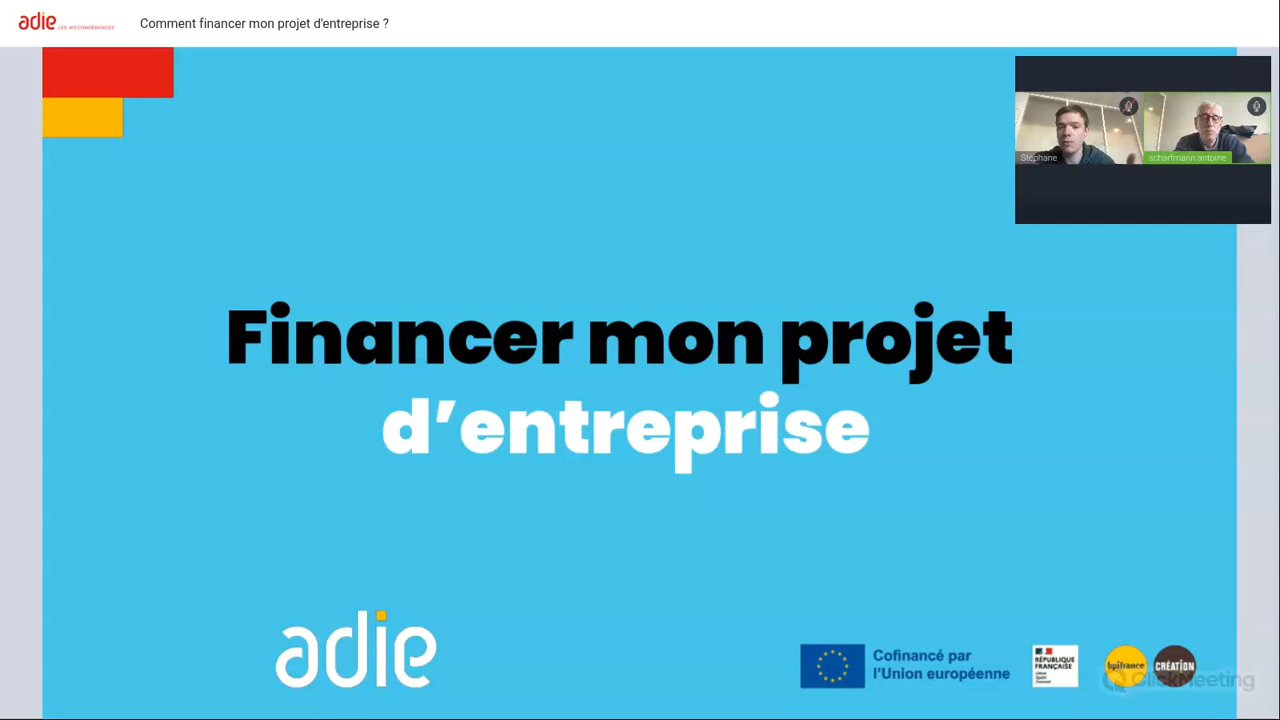 adie LES WEBCONFÉRENCES
Comment financer mon projet d'entreprise ?
Stéphane
scharfmann antoine
Financer mon projet
d’entreprise
adie
Cofinancé par
l’Union européenne
RÉPUBLIQUE
FRANÇAISE
bpifrance
CRÉATION
ClickMeeting